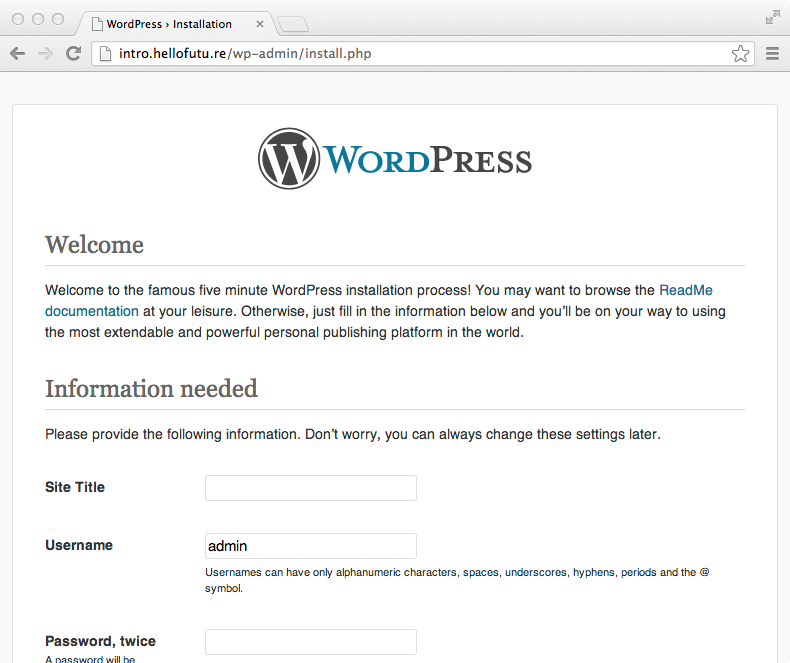 WordPress › Installation
intro.hellofutu.re/wp-admin/install.php
WORDPRESS
Welcome
Welcome to the famous five minute WordPress installation process! You may want to browse the ReadMe
documentation at your leisure. Otherwise, just fill in the information below and you’ll be on your way to using
the most extendable and powerful personal publishing platform in the world.
Information needed
Please provide the following information. Don’t worry, you can always change these settings later.
Site Title
Username
admin
Usernames can have only alphanumeric characters, spaces, underscores, hyphens, periods and the @
symbol.
Password, twice
A password will be